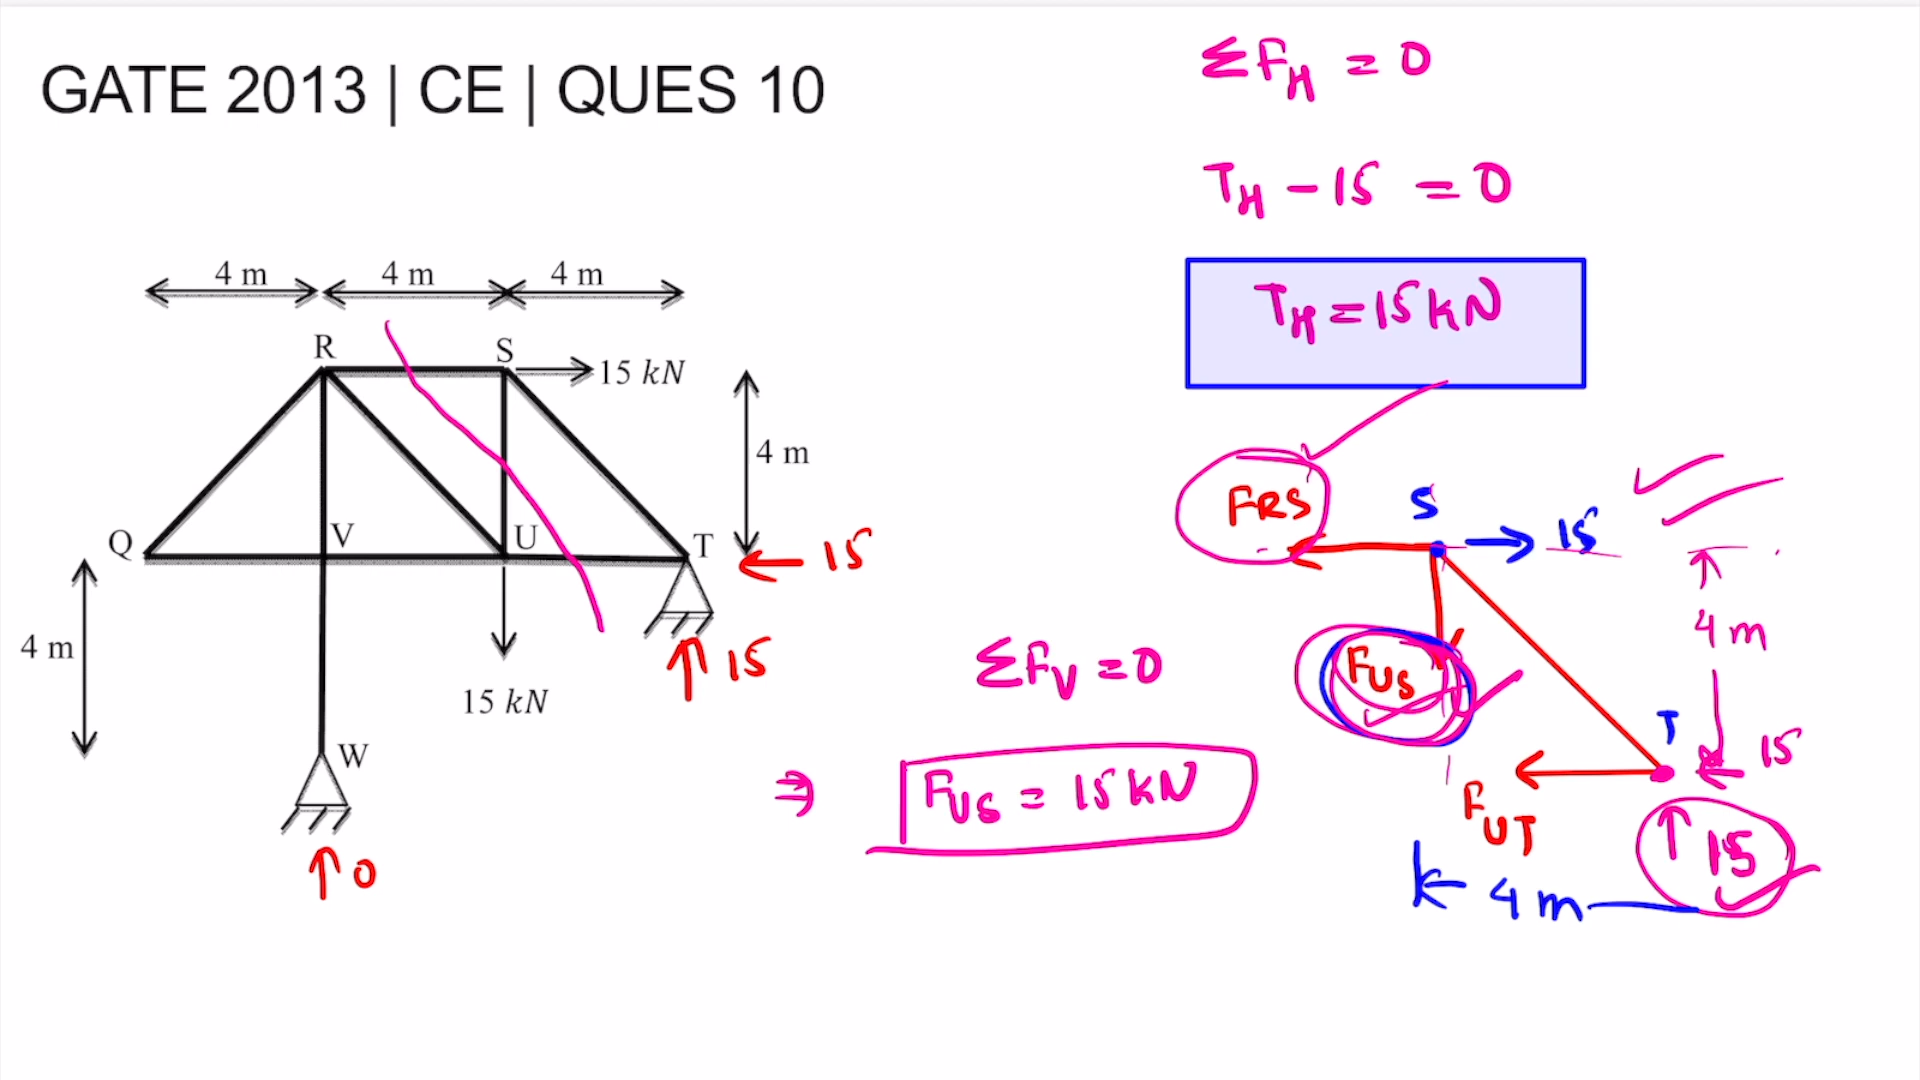 GATE 2013 | CE | QUES 10
ΣF_H = 0
T_H - 15 = 0
T_H = 15 kN
4 m 4 m 4 m
R S 15 kN
4 m
Q V U T 15
4 m
15 kN 15
W
0
FRS S 15
4 m
F_US
T 15
F_UT
15
4 m
ΣF_V = 0
⇒ F_US = 15 kN